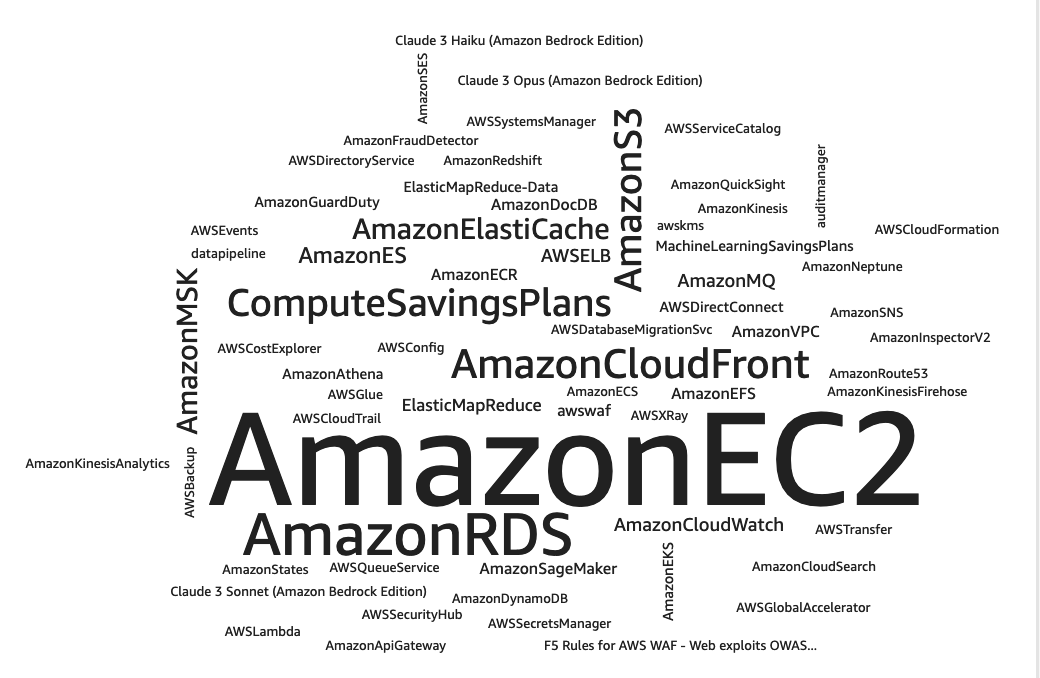 Claude 3 Haiku (Amazon Bedrock Edition)
AmazonSES
Claude 3 Opus (Amazon Bedrock Edition)
AWSSystemsManager
AmazonS3
AWSServiceCatalog
AmazonFraudDetector
AWSDirectoryService
AmazonRedshift
auditmanager
ElasticMapReduce-Data
AmazonQuickSight
AmazonGuardDuty
AmazonDocDB
AmazonKinesis
AWSEvents
AmazonElastiCache
awskms
AWSCloudFormation
datapipeline
AmazonES
AWSELB
MachineLearningSavingsPlans
AmazonECR
AmazonMQ
AmazonNeptune
AmazonMSK
ComputeSavingsPlans
AWSDirectConnect
AmazonSNS
AWSDatabaseMigrationSvc
AmazonVPC
AmazonInspectorV2
AWSCostExplorer
AWSConfig
AmazonCloudFront
AmazonAthena
AmazonRoute53
AWSGlue
AmazonECS
AmazonEFS
AmazonKinesisFirehose
ElasticMapReduce
awswaf
AWSXRay
AWSCloudTrail
AmazonEC2
AmazonKinesisAnalytics
AWSBackup
AmazonRDS
AmazonCloudWatch
AWSTransfer
AmazonStates
AWSQueueService
AmazonSageMaker
AmazonEKS
AmazonCloudSearch
Claude 3 Sonnet (Amazon Bedrock Edition)
AmazonDynamoDB
AWSGlobalAccelerator
AWSSecurityHub
AWSSecretsManager
AWSLambda
AmazonApiGateway
F5 Rules for AWS WAF - Web exploits OWAS...